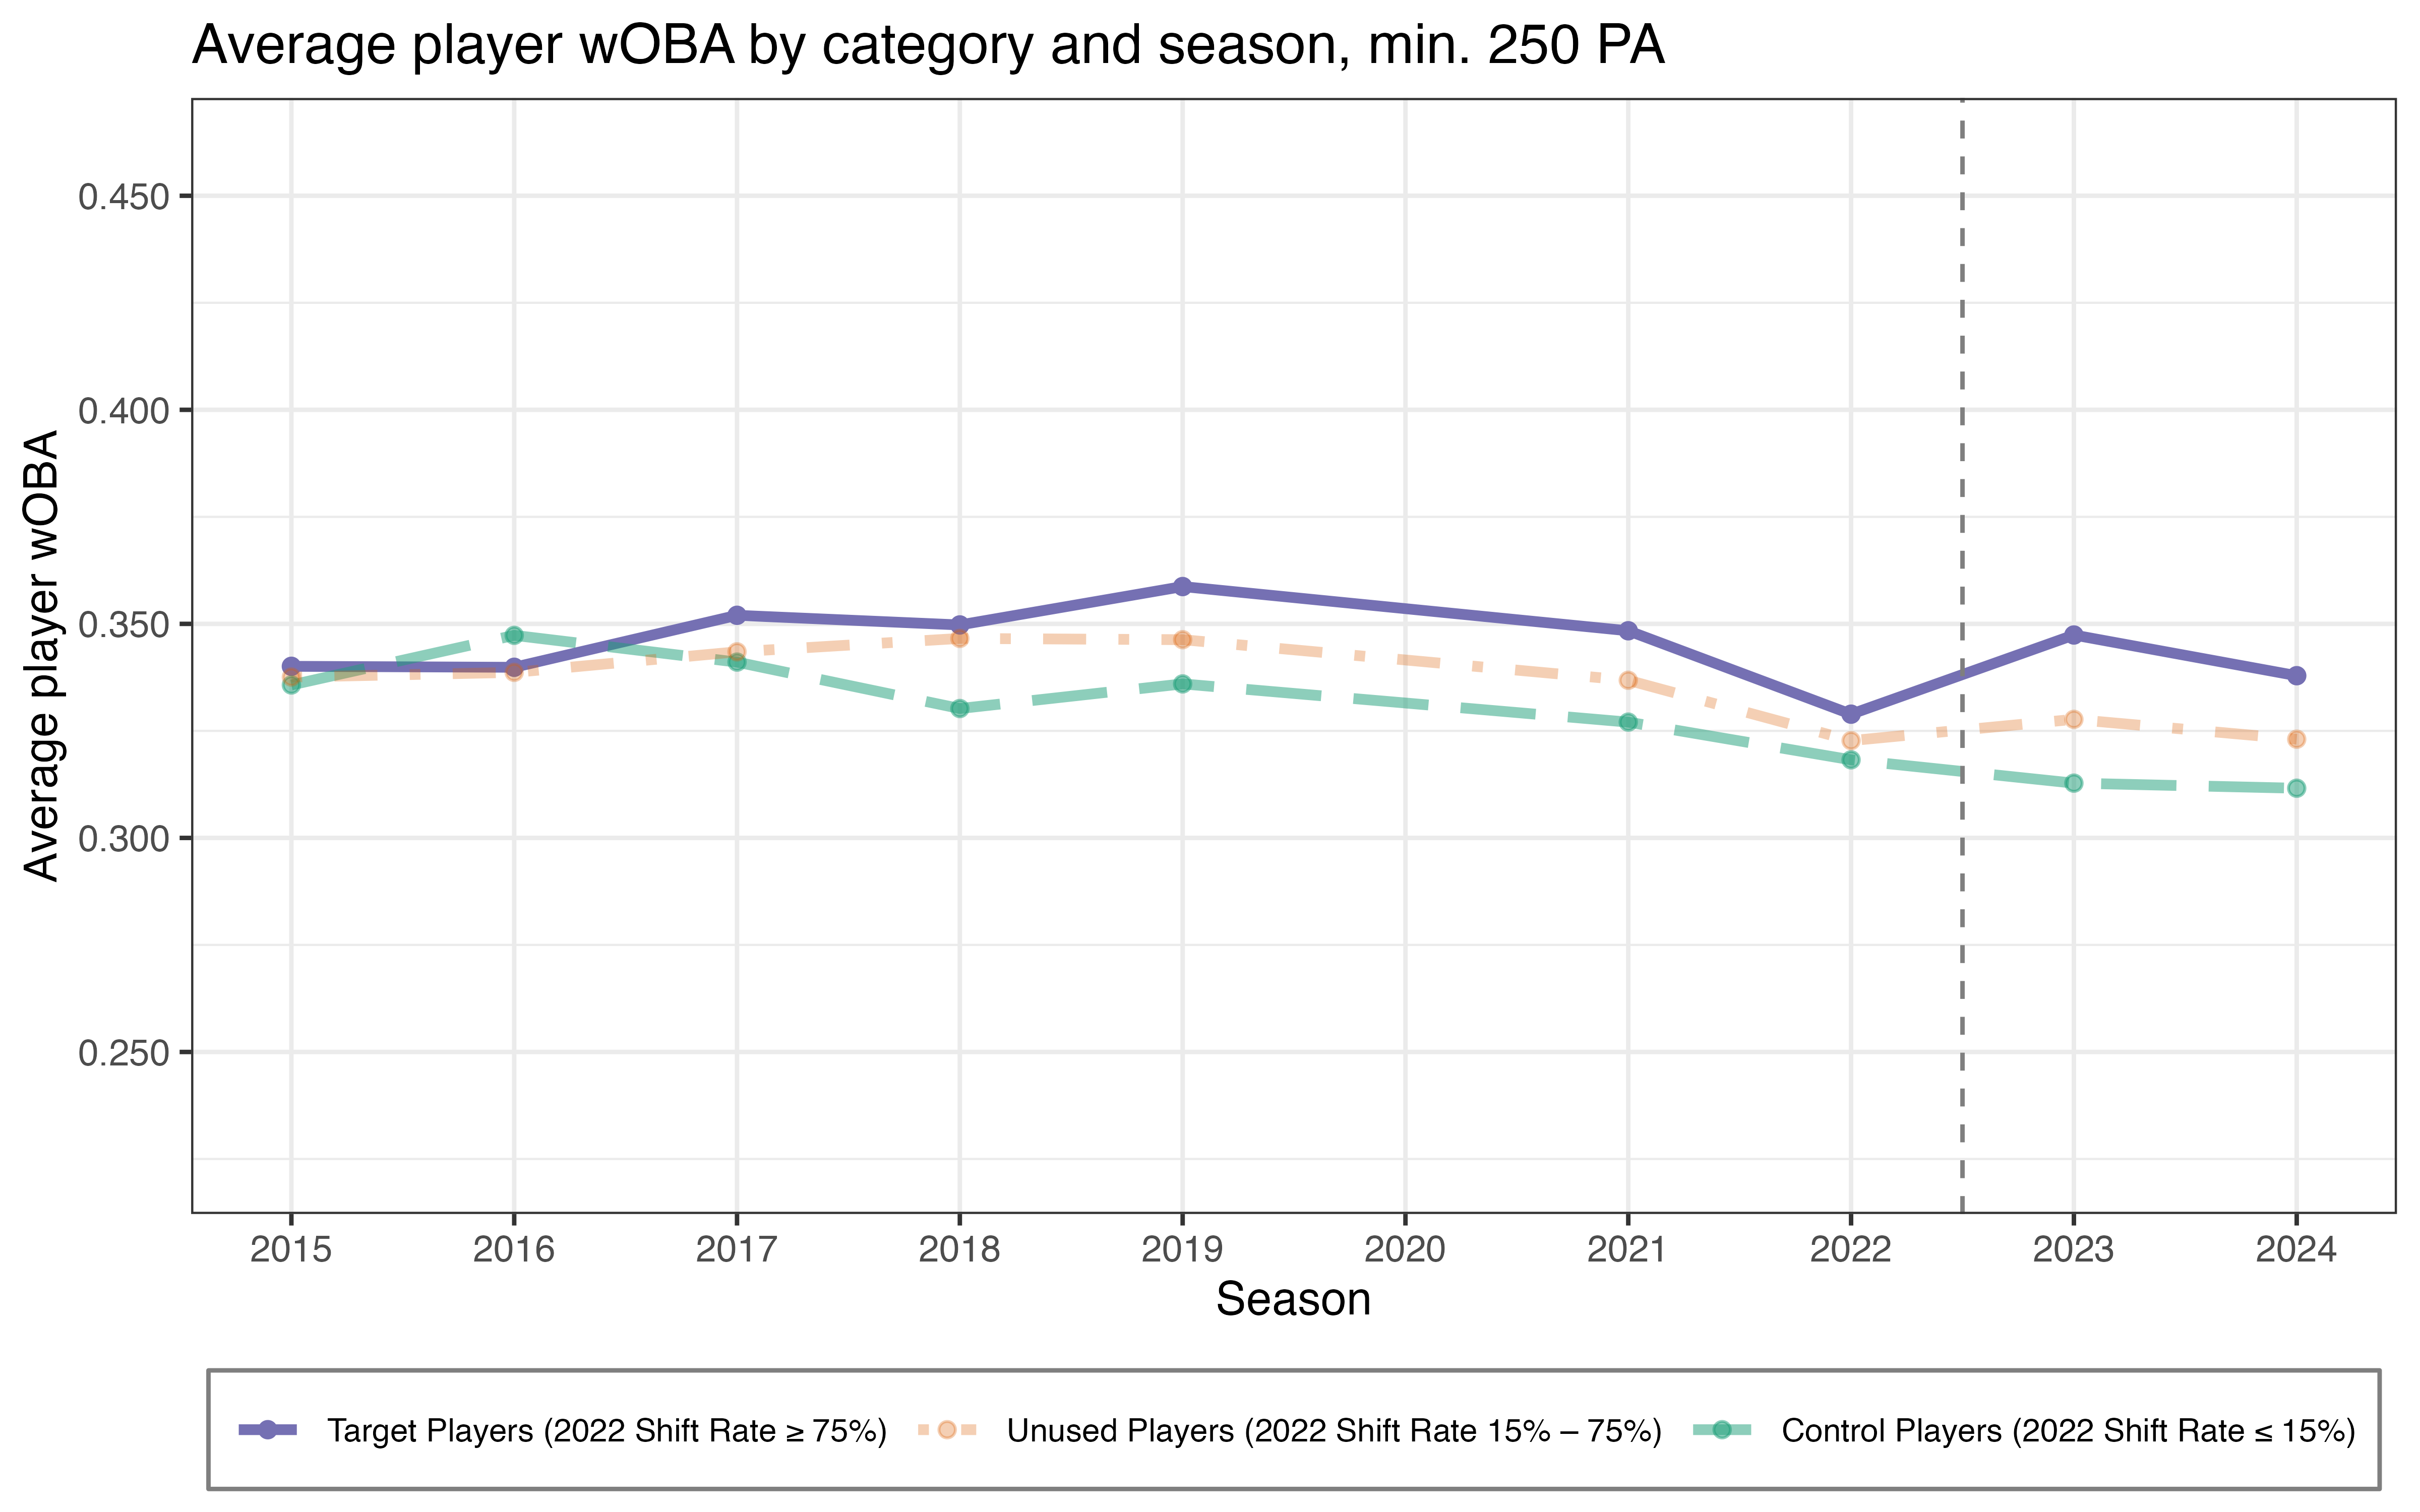 Average player wOBA by category and season, min. 250 PA
Average player wOBA
0.450
0.400
0.350
0.300
0.250
2015 2016 2017 2018 2019 2020 2021 2022 2023 2024
Season
Target Players (2022 Shift Rate ≥ 75%) Unused Players (2022 Shift Rate 15% – 75%) Control Players (2022 Shift Rate ≤ 15%)